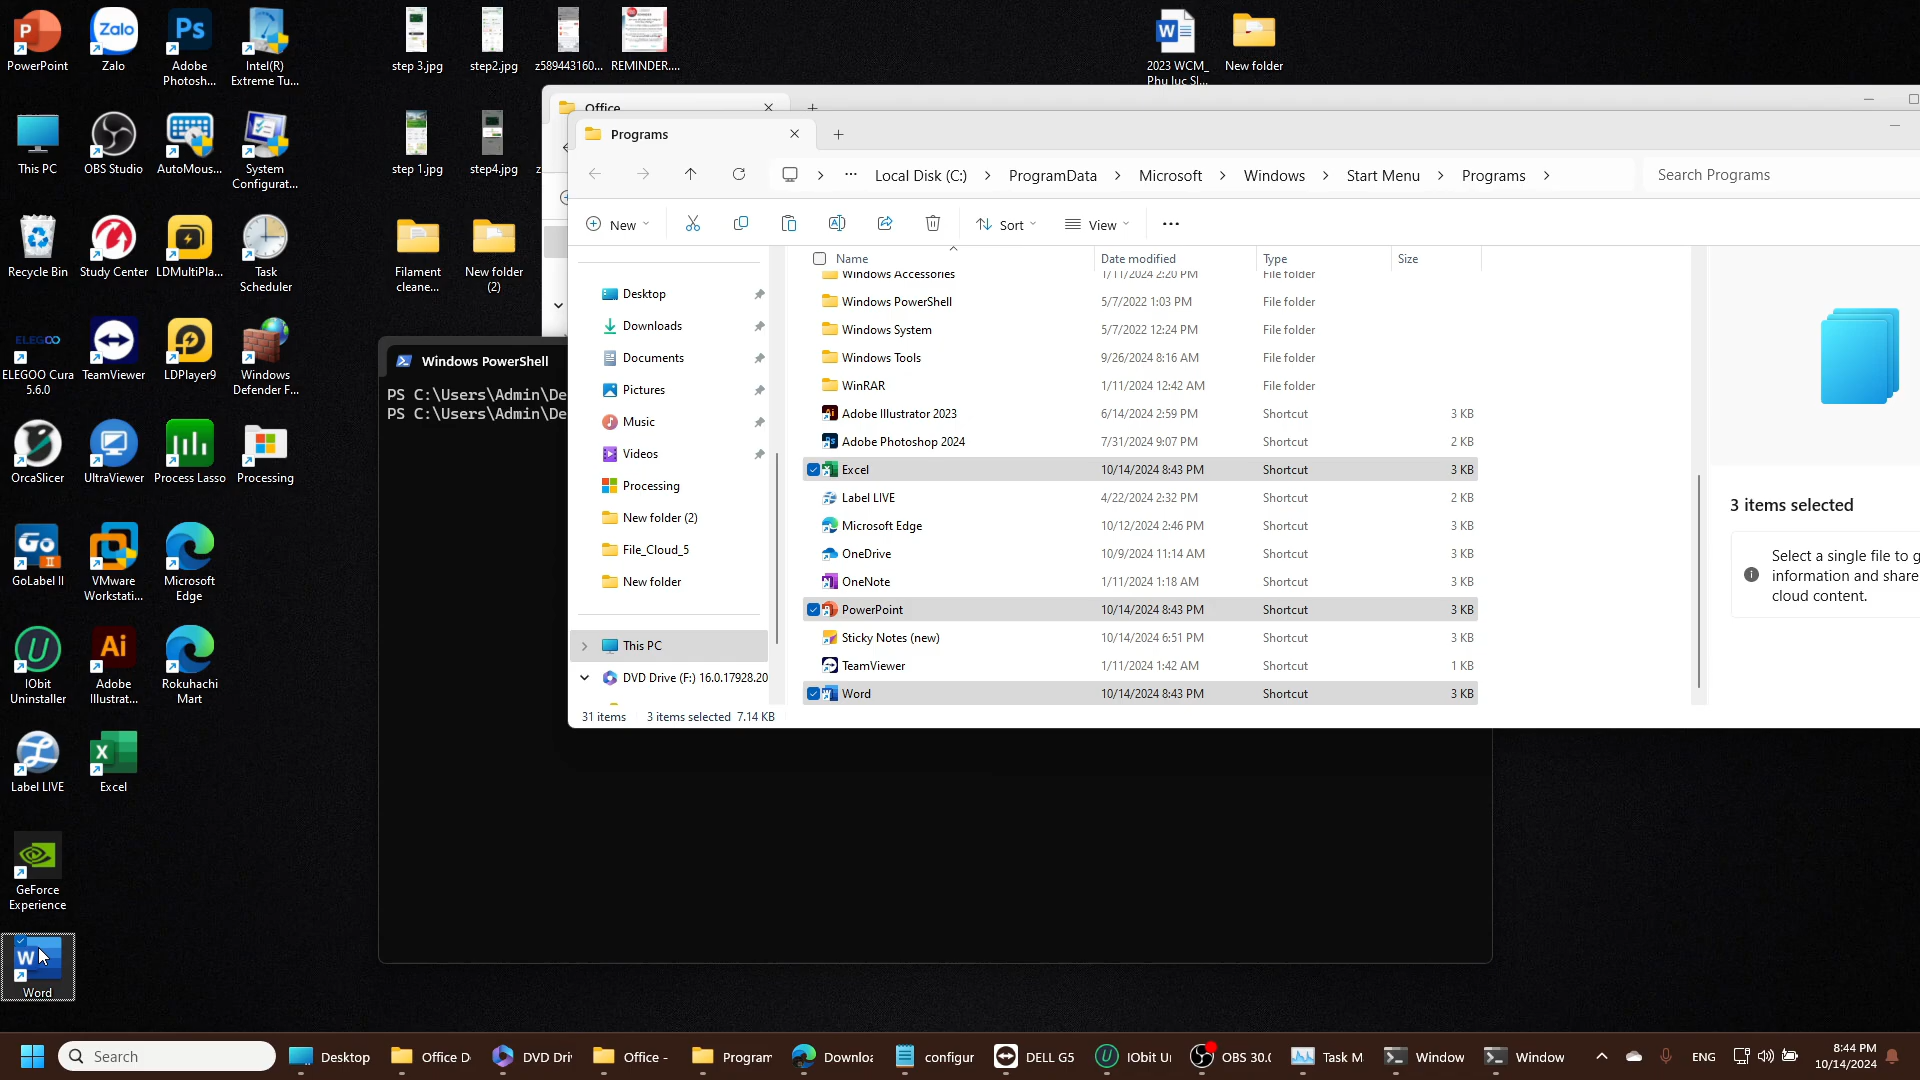 PowerPoint
Zalo
Adobe
Photosh...
Intel(R)
Extreme Tu...
step 3.jpg
step2.jpg
z589443160...
REMINDER....
2023 WCM_
Phu luc Sl...
New folder
This PC
OBS Studio
AutoMous...
System
Configurat...
step 1.jpg
step4.jpg
Recycle Bin
Study Center
LDMultiPla...
Task
Scheduler
Filament
cleane...
New folder
(2)
ELEGOO Cura
5.6.0
TeamViewer
LDPlayer9
Windows
Defender F...
OrcaSlicer
UltraViewer
Process Lasso
Processing
GoLabel II
VMware
Workstati...
Microsoft
Edge
IObit
Uninstaller
Adobe
Illustrat...
Rokuhachi
Mart
Label LIVE
Excel
GeForce
Experience
Word
Office
Programs
Local Disk (C:) > ProgramData > Microsoft > Windows > Start Menu > Programs >
Search Programs
New
Sort
View
Name Date modified Type Size
Windows Accessories 1/11/2024 2:20 PM File folder
Windows PowerShell 5/7/2022 1:03 PM File folder
Windows System 5/7/2022 12:24 PM File folder
Windows Tools 9/26/2024 8:16 AM File folder
WinRAR 1/11/2024 12:42 AM File folder
Adobe Illustrator 2023 6/14/2024 2:59 PM Shortcut 3 KB
Adobe Photoshop 2024 7/31/2024 9:07 PM Shortcut 2 KB
Excel 10/14/2024 8:43 PM Shortcut 3 KB
Label LIVE 4/22/2024 2:32 PM Shortcut 2 KB
Microsoft Edge 10/12/2024 2:46 PM Shortcut 3 KB
OneDrive 10/9/2024 11:14 AM Shortcut 3 KB
OneNote 1/11/2024 1:18 AM Shortcut 3 KB
PowerPoint 10/14/2024 8:43 PM Shortcut 3 KB
Sticky Notes (new) 10/14/2024 6:51 PM Shortcut 3 KB
TeamViewer 1/11/2024 1:42 AM Shortcut 1 KB
Word 10/14/2024 8:43 PM Shortcut 3 KB
Desktop
Downloads
Documents
Pictures
Music
Videos
Processing
New folder (2)
File_Cloud_5
New folder
This PC
DVD Drive (F:) 16.0.17928.20
31 items 3 items selected 7.14 KB
3 items selected
Select a single file to g
information and share
cloud content.
Windows PowerShell
PS C:\Users\Admin\De
PS C:\Users\Admin\De
Search
Desktop
Office D
DVD Dri
Office -
Program
Downloa
configur
DELL G5
IObit Un
OBS 30.0
Task M
Window
Window
ENG
8:44 PM
10/14/2024